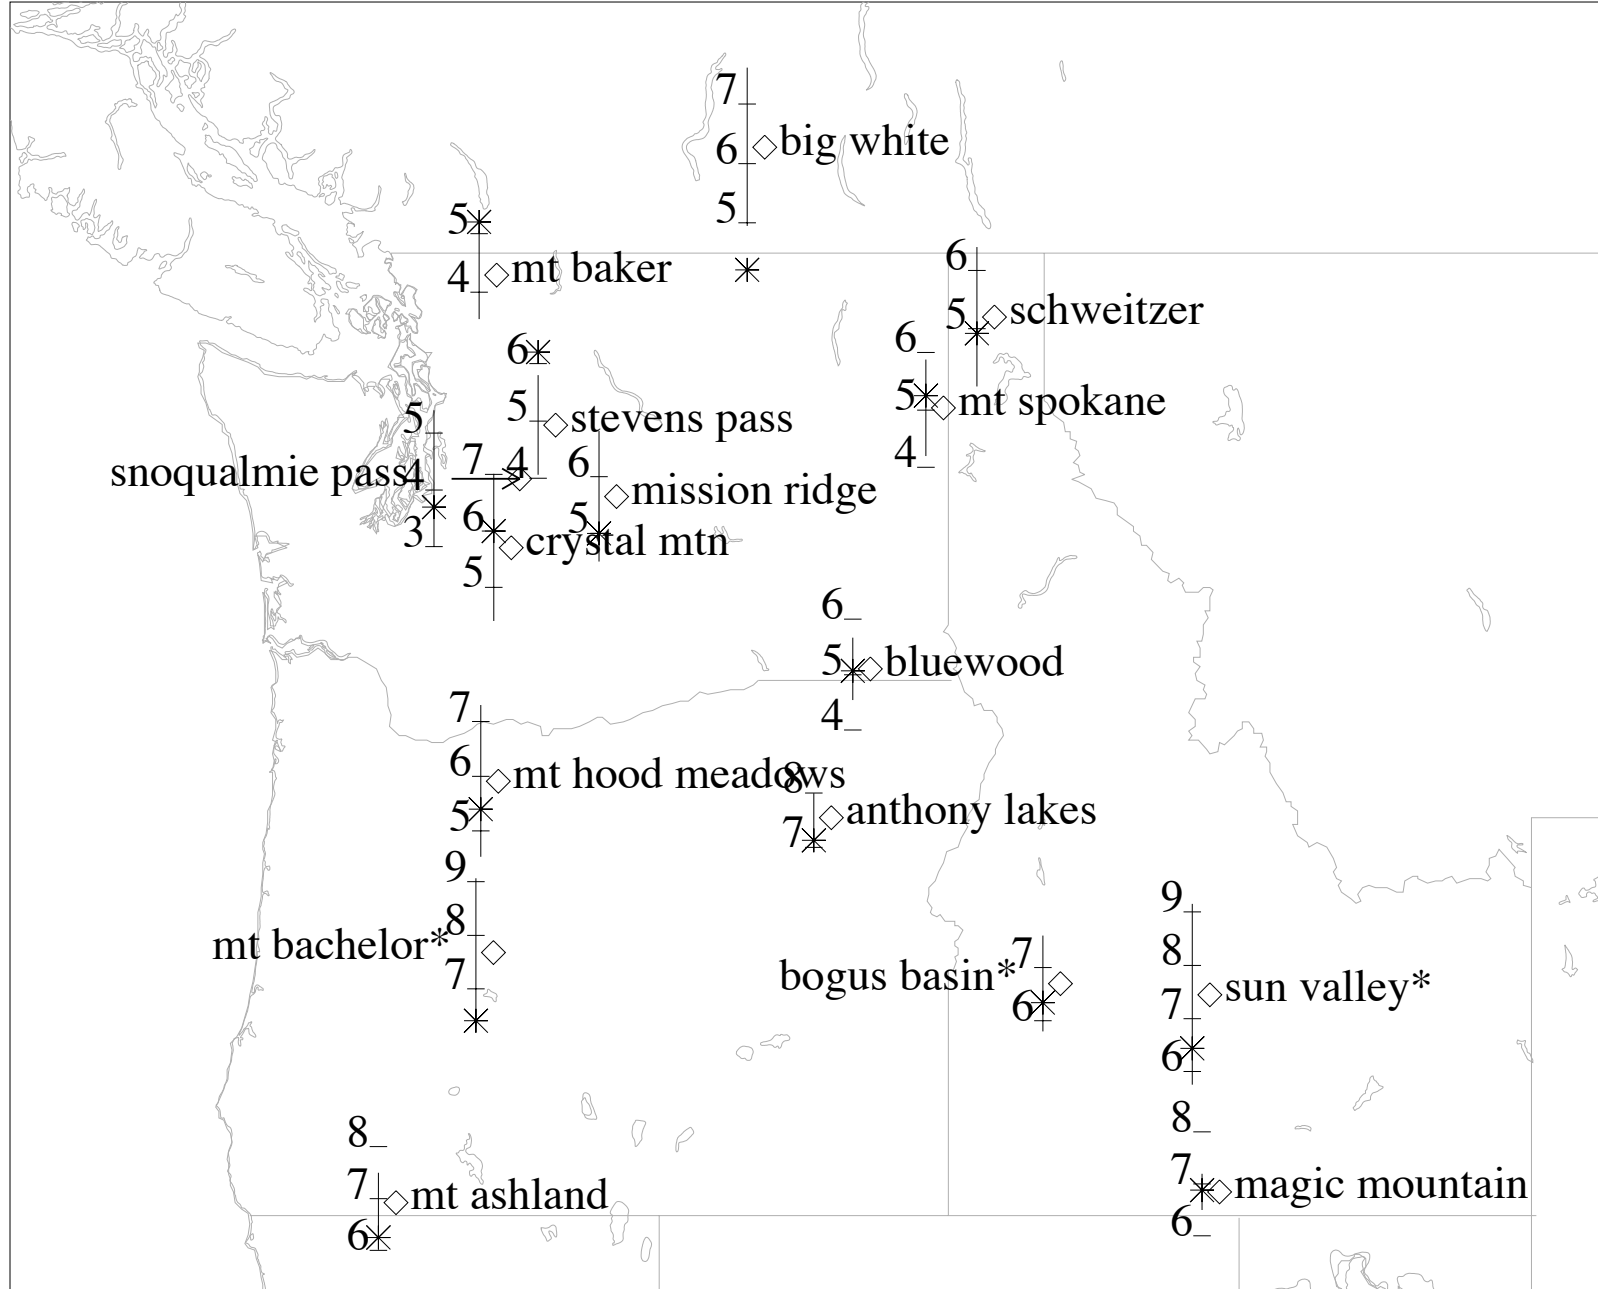 7
6 big white
5
5
4 mt baker
6
5 schweitzer
6
5 mt spokane
4
6
5 stevens pass
4
5
snoqualmie pass 4
3
6 mission ridge
5
7
6 crystal mtn
5
6
5 bluewood
4
7
6 mt hood meadows
5
8
7 anthony lakes
9
mt bachelor* 8
7
7
bogus basin* 6
9
8
7 sun valley*
6
8
7 mt ashland
6
8
7 magic mountain
6